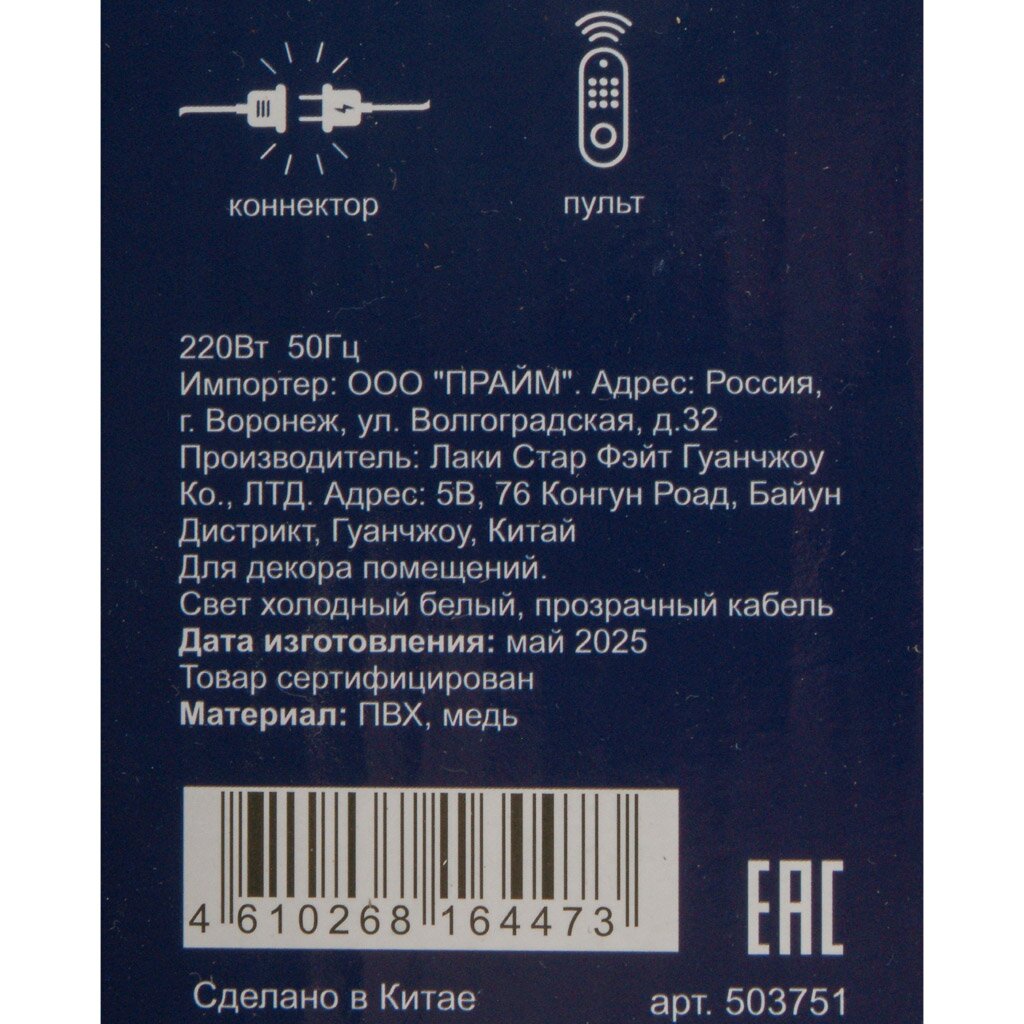 коннектор
пульт
220Вт 50Гц
Импортер: ООО "ПРАЙМ". Адрес: Россия,
г. Воронеж, ул. Волгоградская, д.32
Производитель: Лаки Стар Фэйт Гуанчжоу
Ко., ЛТД. Адрес: 5В, 76 Конгун Роад, Байун
Дистрикт, Гуанчжоу, Китай
Для декора помещений.
Свет холодный белый, прозрачный кабель
Дата изготовления: май 2025
Товар сертифицирован
Материал: ПВХ, медь
4 610268 164473
EAC
Сделано в Китае
арт. 503751